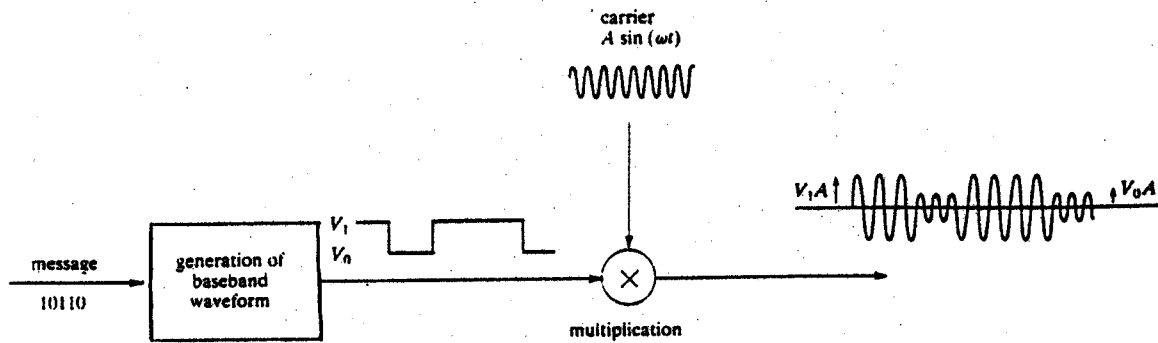 carrier
A sin (ωt)
V₁A
V₀A
V₁
V₀
message
10110
generation of
baseband
waveform
×
multiplication